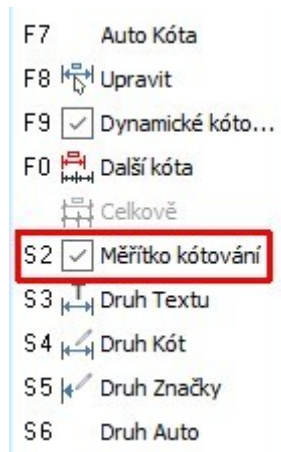 F7 Auto Kóta
F8 Upravit
F9 Dynamické kóto...
F0 Další kóta
Celkově
S2 Měřítko kótování
S3 Druh Textu
S4 Druh Kót
S5 Druh Značky
S6 Druh Auto